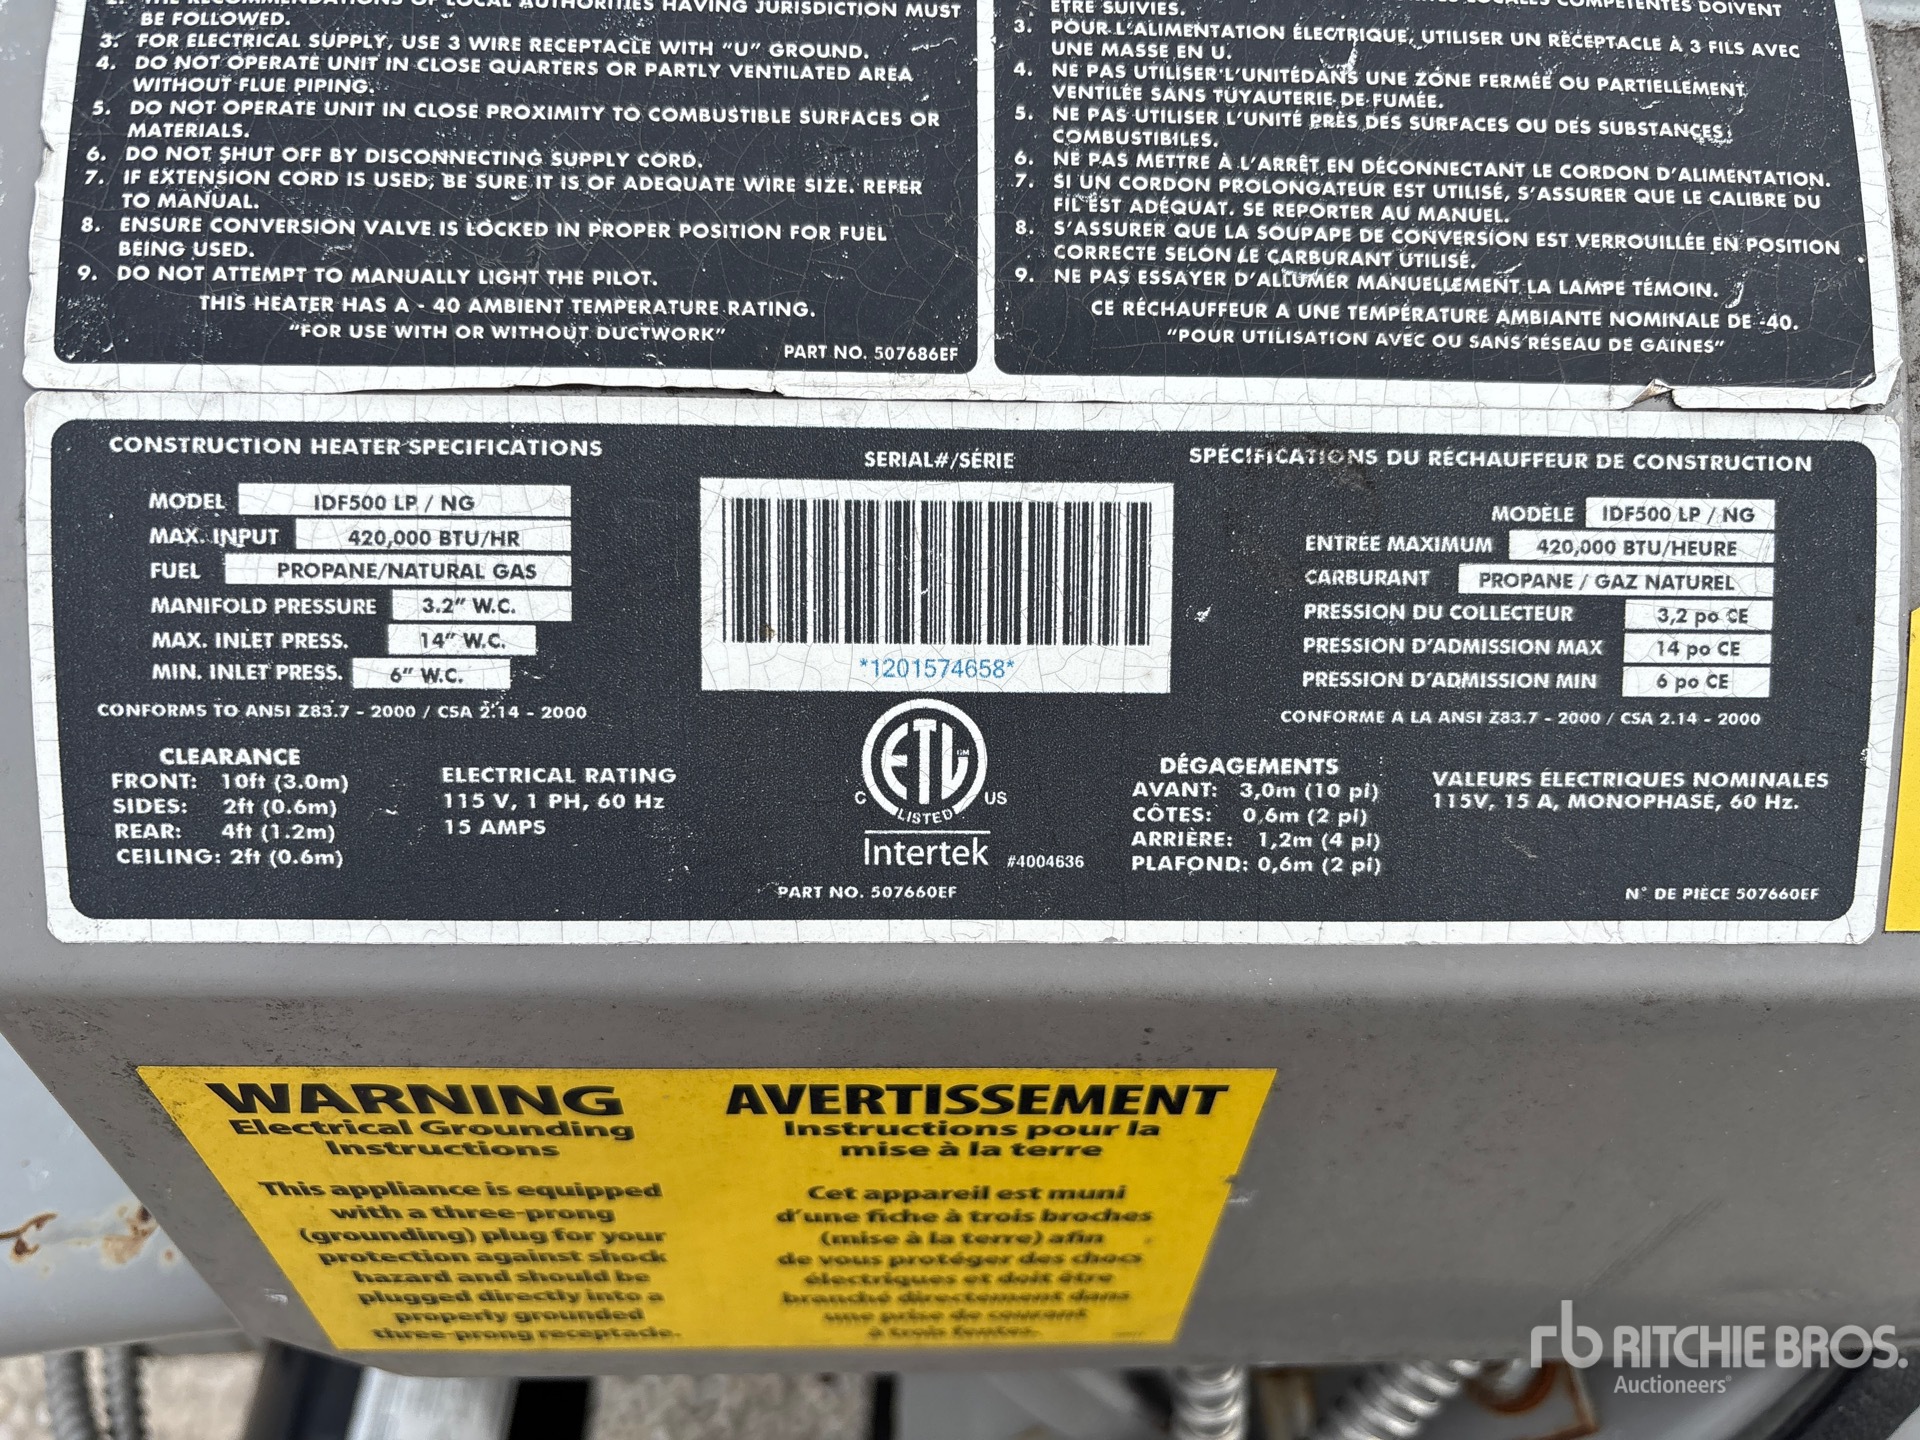 2. THE RECOMMENDATIONS OF LOCAL AUTHORITIES HAVING JURISDICTION MUST
BE FOLLOWED.
3. FOR ELECTRICAL SUPPLY, USE 3 WIRE RECEPTACLE WITH "U" GROUND.
4. DO NOT OPERATE UNIT IN CLOSE QUARTERS OR PARTLY VENTILATED AREA
WITHOUT FLUE PIPING.
5. DO NOT OPERATE UNIT IN CLOSE PROXIMITY TO COMBUSTIBLE SURFACES OR
MATERIALS.
6. DO NOT SHUT OFF BY DISCONNECTING SUPPLY CORD.
7. IF EXTENSION CORD IS USED, BE SURE IT IS OF ADEQUATE WIRE SIZE. REFER
TO MANUAL.
8. ENSURE CONVERSION VALVE IS LOCKED IN PROPER POSITION FOR FUEL
BEING USED.
9. DO NOT ATTEMPT TO MANUALLY LIGHT THE PILOT.
THIS HEATER HAS A - 40 AMBIENT TEMPERATURE RATING.
"FOR USE WITH OR WITHOUT DUCTWORK"
PART NO. 507686EF
LOCALES COMPÉTENTES DOIVENT
ÊTRE SUIVIES.
3. POUR L'ALIMENTATION ÉLECTRIQUE, UTILISER UN RÉCEPTACLE À 3 FILS AVEC
UNE MASSE EN U.
4. NE PAS UTILISER L'UNITÉDANS UNE ZONE FERMÉE OU PARTIELLEMENT
VENTILÉE SANS TUYAUTERIE DE FUMÉE.
5. NE PAS UTILISER L'UNITÉ PRÈS DES SURFACES OU DES SUBSTANCES
COMBUSTIBILES.
6. NE PAS METTRE À L'ARRÊT EN DÉCONNECTANT LE CORDON D'ALIMENTATION.
7. SI UN CORDON PROLONGATEUR EST UTILISÉ, S'ASSURER QUE LE CALIBRE DU
FIL EST ADÉQUAT. SE REPORTER AU MANUEL.
8. S'ASSURER QUE LA SOUPAPE DE CONVERSION EST VERROUILLÉE EN POSITION
CORRECTE SELON LE CARBURANT UTILISÉ.
9. NE PAS ESSAYER D'ALLUMER MANUELLEMENT LA LAMPE TÉMOIN.
CE RÉCHAUFFEUR A UNE TEMPÉRATURE AMBIANTE NOMINALE DE -40.
"POUR UTILISATION AVEC OU SANS RÉSEAU DE GAINES"
CONSTRUCTION HEATER SPECIFICATIONS
MODEL IDF500 LP / NG
MAX. INPUT 420,000 BTU/HR
FUEL PROPANE/NATURAL GAS
MANIFOLD PRESSURE 3.2" W.C.
MAX. INLET PRESS. 14" W.C.
MIN. INLET PRESS. 6" W.C.
CONFORMS TO ANSI Z83.7 - 2000 / CSA 2.14 - 2000
CLEARANCE
FRONT: 10ft (3.0m)
SIDES: 2ft (0.6m)
REAR: 4ft (1.2m)
CEILING: 2ft (0.6m)
ELECTRICAL RATING
115 V, 1 PH, 60 Hz
15 AMPS
SERIAL#/SÉRIE
*1201574658*
ETL
CM
C LISTED US
Intertek #4004636
PART NO. 507660EF
SPÉCIFICATIONS DU RÉCHAUFFEUR DE CONSTRUCTION
MODÈLE IDF500 LP / NG
ENTRÉE MAXIMUM 420,000 BTU/HEURE
CARBURANT PROPANE / GAZ NATUREL
PRESSION DU COLLECTEUR 3,2 po CE
PRESSION D'ADMISSION MAX 14 po CE
PRESSION D'ADMISSION MIN 6 po CE
CONFORME A LA ANSI Z83.7 - 2000 / CSA 2.14 - 2000
DÉGAGEMENTS
AVANT: 3,0m (10 pi)
CÔTES: 0,6m (2 pi)
ARRIÈRE: 1,2m (4 pi)
PLAFOND: 0,6m (2 pi)
VALEURS ÉLECTRIQUES NOMINALES
115V, 15 A, MONOPHASE, 60 Hz.
N° DE PIÈCE 507660EF
WARNING
Electrical Grounding
Instructions
This appliance is equipped
with a three-prong
(grounding) plug for your
protection against shock
hazard and should be
plugged directly into a
properly grounded
three-prong receptacle.
AVERTISSEMENT
Instructions pour la
mise à la terre
Cet appareil est muni
d'une fiche à trois broches
(mise à la terre) afin
de vous protéger des chocs
électriques et doit être
branché directement dans
une prise de courant
à trois fentes.
rb RITCHIE BROS.
Auctioneers